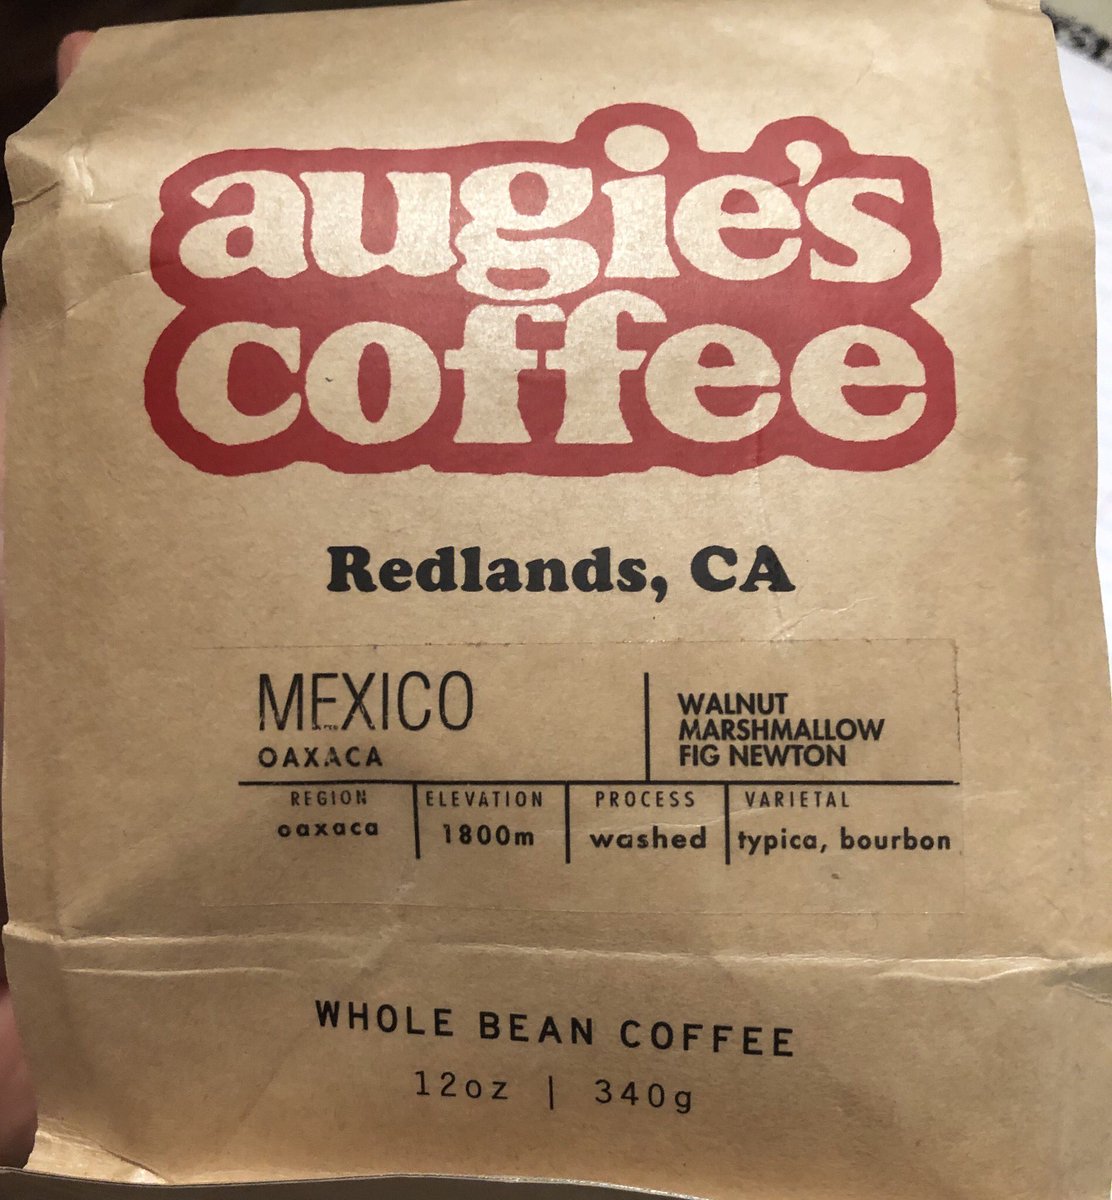 augie's
coffee
Redlands, CA
MEXICO
OAXACA
WALNUT
MARSHMALLOW
FIG NEWTON
REGION
oaxaca
ELEVATION
1800m
PROCESS
washed
VARIETAL
typica, bourbon
WHOLE BEAN COFFEE
12oz | 340g